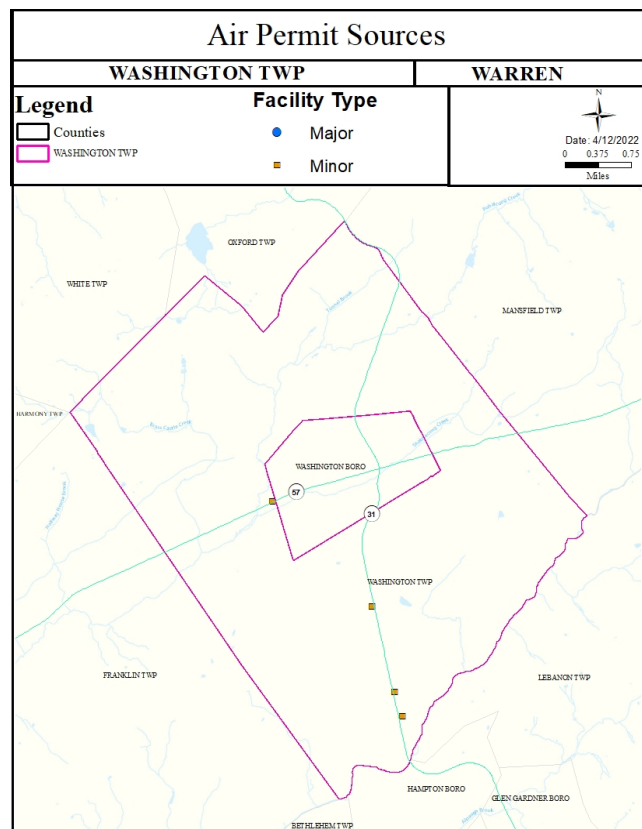 Air Permit Sources
WASHINGTON TWP
WARREN
Legend
Counties
WASHINGTON TWP
Facility Type
Major
Minor
N
Date: 4/12/2022
0 0.375 0.75
Miles
OXFORD TWP
WHITE TWP
MANSFIELD TWP
HARMONY TWP
WASHINGTON BORO
57
31
WASHINGTON TWP
FRANKLIN TWP
LEBANON TWP
HAMPTON BORO
GLEN GARDNER BORO
BETHLEHEM TWP